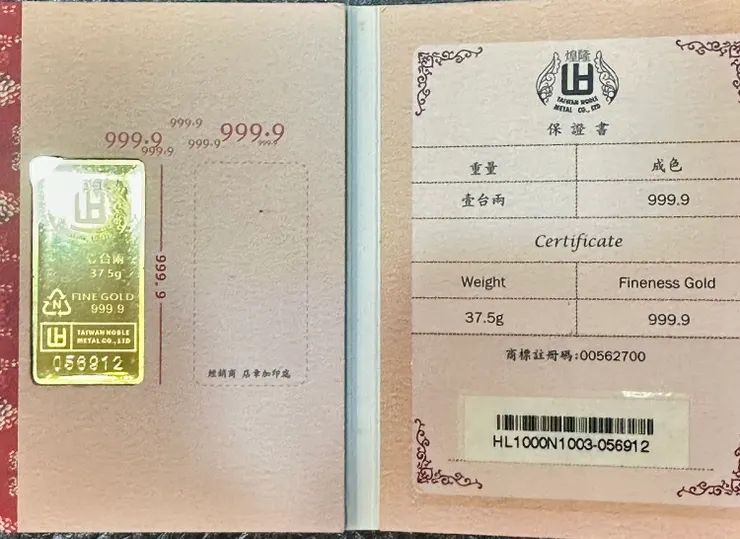 999.9
999.9
999.9
999.9
999.9
999.9
台兩
37.5g
FINE GOLD
999.9
TAIWAN NOBLE
METAL CO., LTD
056912
999.9
經銷商 店章加印處
煌隆
TAIWAN NOBLE
METAL CO., LTD
保證書
重量 成色
壹台兩 999.9
Certificate
Weight Fineness Gold
37.5g 999.9
商標註冊碼:00562700
HL1000N1003-056912